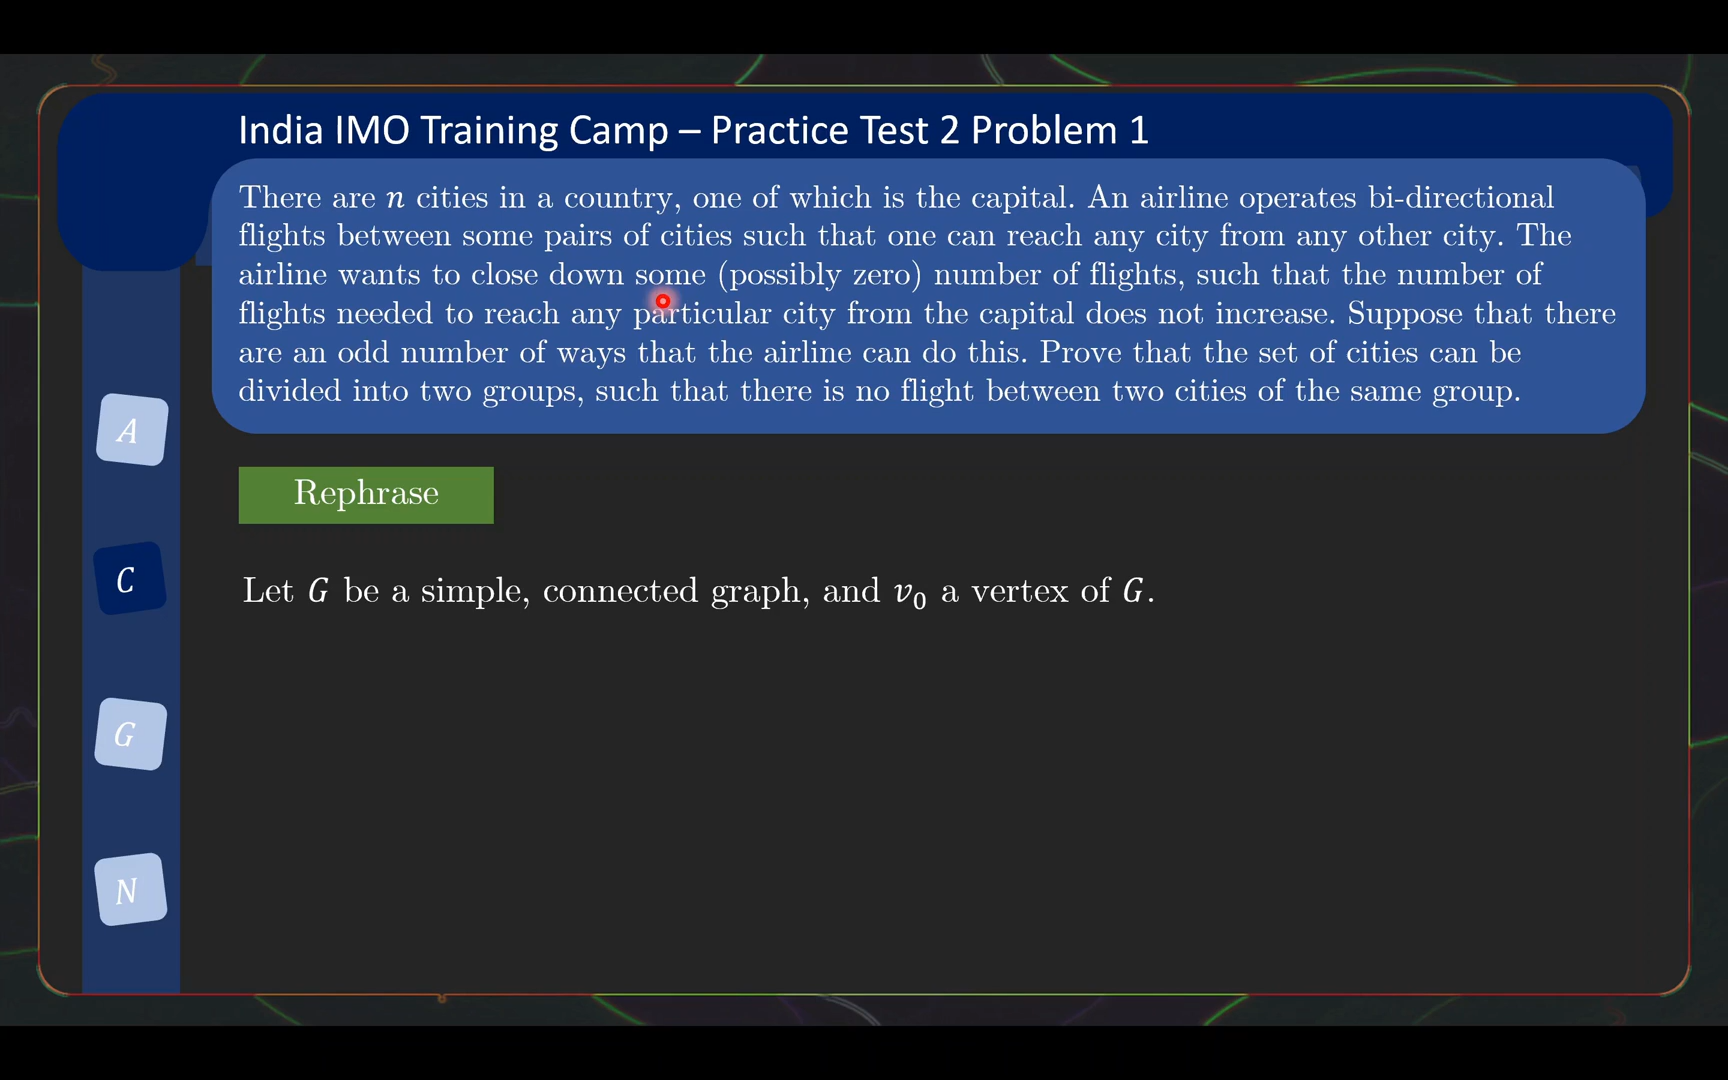 India IMO Training Camp – Practice Test 2 Problem 1
There are n cities in a country, one of which is the capital. An airline operates bi-directional
flights between some pairs of cities such that one can reach any city from any other city. The
airline wants to close down some (possibly zero) number of flights, such that the number of
flights needed to reach any particular city from the capital does not increase. Suppose that there
are an odd number of ways that the airline can do this. Prove that the set of cities can be
divided into two groups, such that there is no flight between two cities of the same group.
A
Rephrase
C
Let G be a simple, connected graph, and v₀ a vertex of G.
G
N